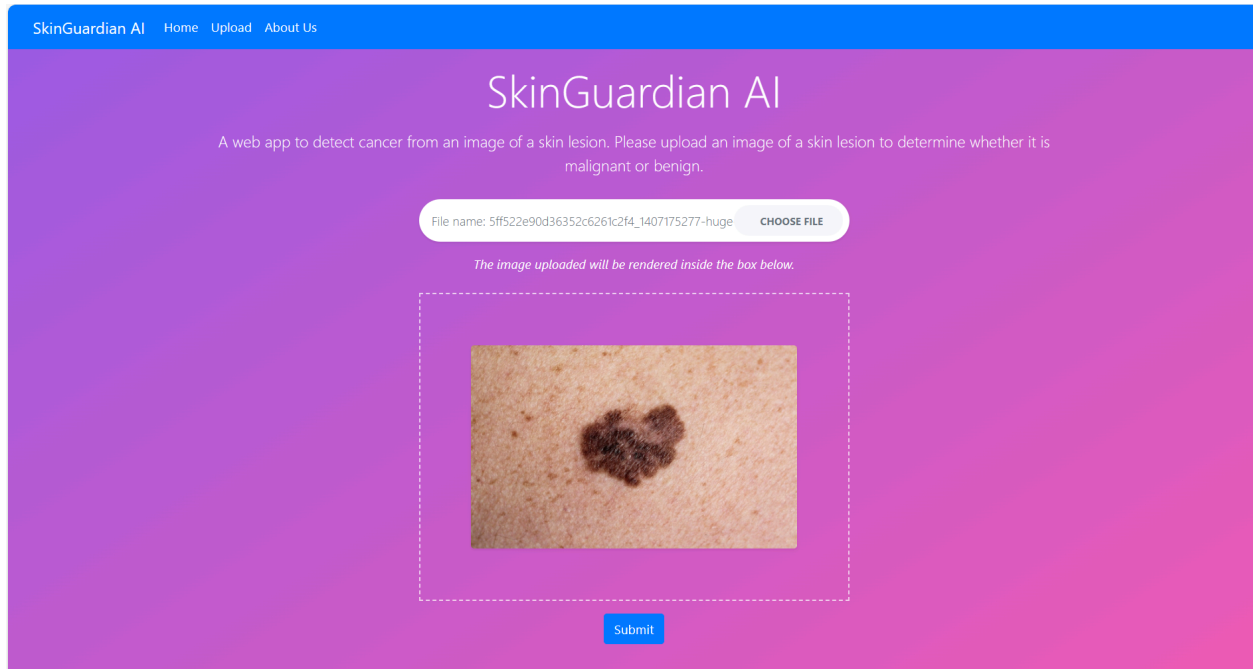 SkinGuardian AI Home Upload About Us
SkinGuardian AI
A web app to detect cancer from an image of a skin lesion. Please upload an image of a skin lesion to determine whether it is
malignant or benign.
File name: 5ff522e90d36352c6261c2f4_1407175277-huge CHOOSE FILE
The image uploaded will be rendered inside the box below.
Submit